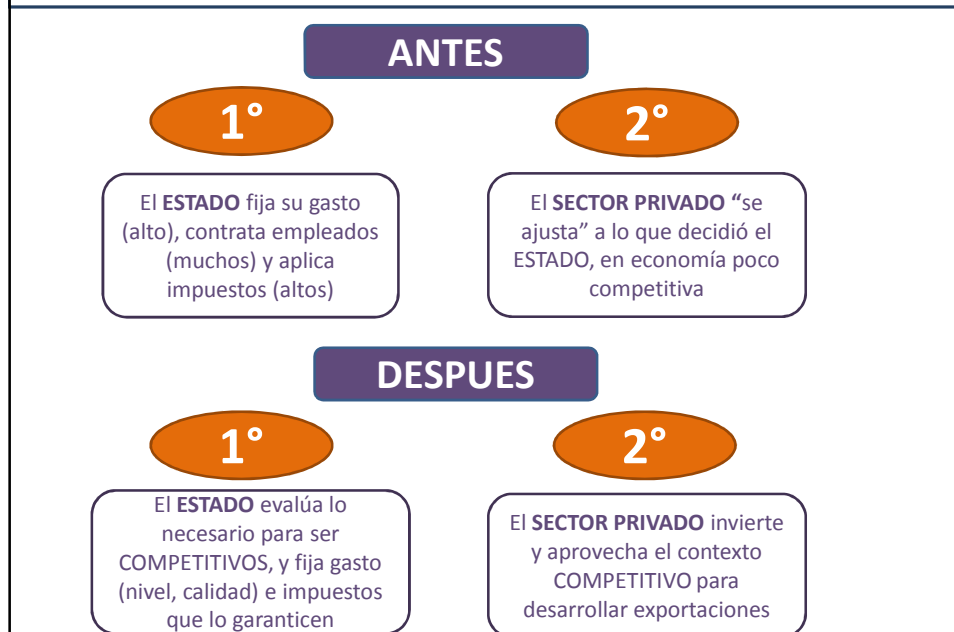 ANTES
1°
2°
El ESTADO fija su gasto
(alto), contrata empleados
(muchos) y aplica
impuestos (altos)
El SECTOR PRIVADO “se
ajusta” a lo que decidió el
ESTADO, en economía poco
competitiva
DESPUES
1°
2°
El ESTADO evalúa lo
necesario para ser
COMPETITIVOS, y fija gasto
(nivel, calidad) e impuestos
que lo garanticen
El SECTOR PRIVADO invierte
y aprovecha el contexto
COMPETITIVO para
desarrollar exportaciones